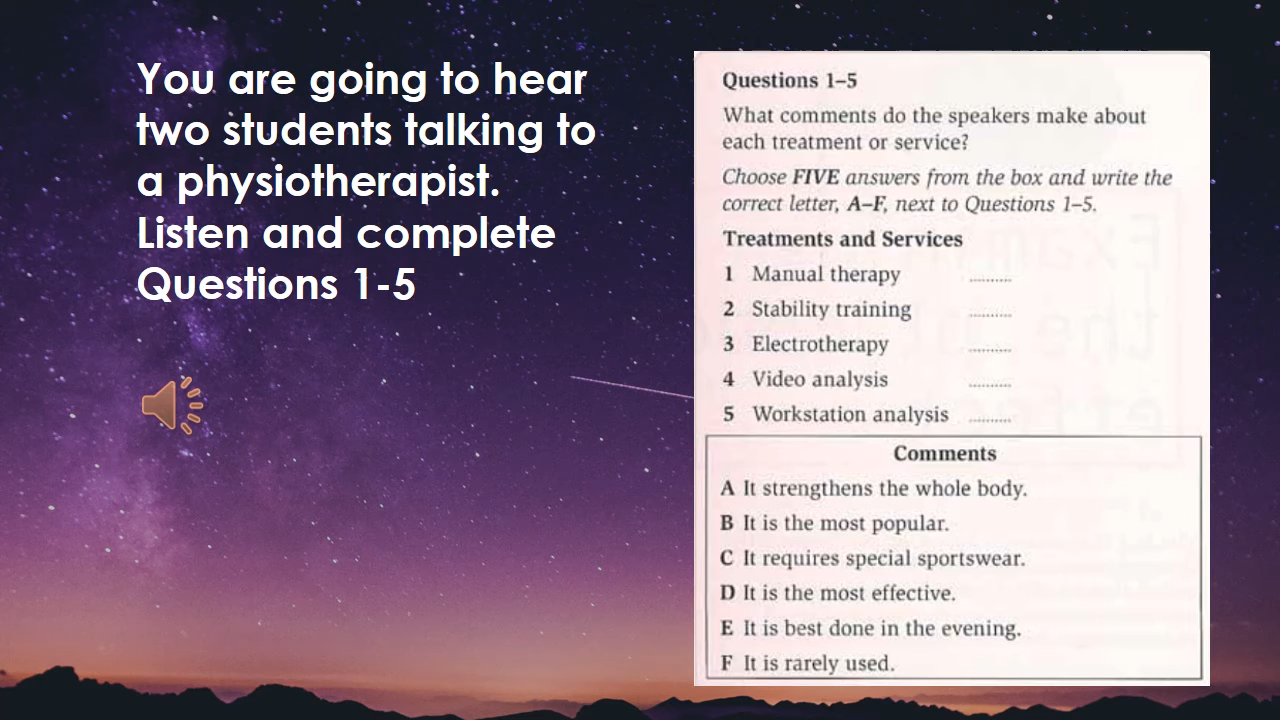 You are going to hear
two students talking to
a physiotherapist.
Listen and complete
Questions 1-5
Questions 1–5
What comments do the speakers make about
each treatment or service?
Choose FIVE answers from the box and write the
correct letter, A–F, next to Questions 1–5.
Treatments and Services
1 Manual therapy ..........
2 Stability training ..........
3 Electrotherapy ..........
4 Video analysis ..........
5 Workstation analysis ..........
Comments
A It strengthens the whole body.
B It is the most popular.
C It requires special sportswear.
D It is the most effective.
E It is best done in the evening.
F It is rarely used.